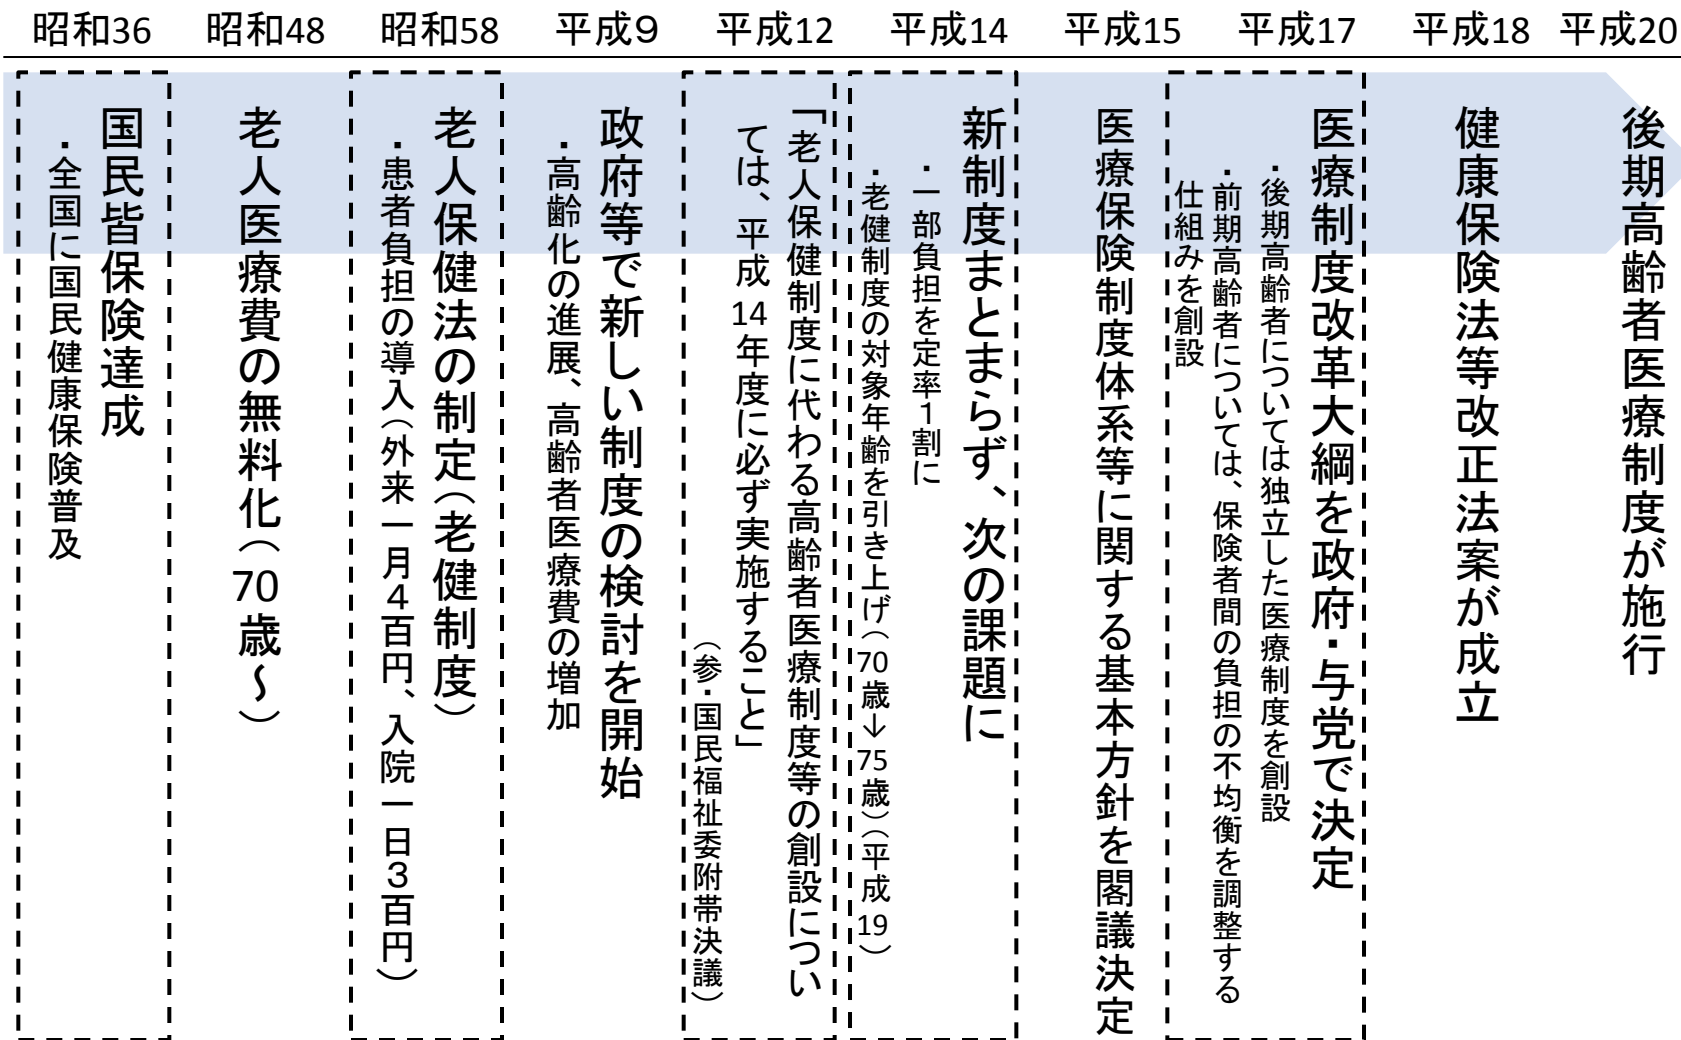 昭和36
昭和48
昭和58
平成９
平成12
平成14
平成15
平成17
平成18
平成20
国民皆保険達成
・全国に国民健康保険普及
老人医療費の無料化（70歳～）
老人保健法の制定（老健制度）
・患者負担の導入（外来一月４百円、入院一日３百円）
政府等で新しい制度の検討を開始
・高齢化の進展、高齢者医療費の増加
「老人保健制度に代わる高齢者医療制度等の創設につい
ては、平成14年度に必ず実施すること」
（参・国民福祉委附帯決議）
新制度まとまらず、次の課題に
・一部負担を定率１割に
・老健制度の対象年齢を引き上げ（70歳→75歳）（平成19）
医療保険制度体系等に関する基本方針を閣議決定
医療制度改革大綱を政府・与党で決定
・後期高齢者については独立した医療制度を創設
・前期高齢者については、保険者間の負担の不均衡を調整する
仕組みを創設
健康保険法等改正法案が成立
後期高齢者医療制度が施行